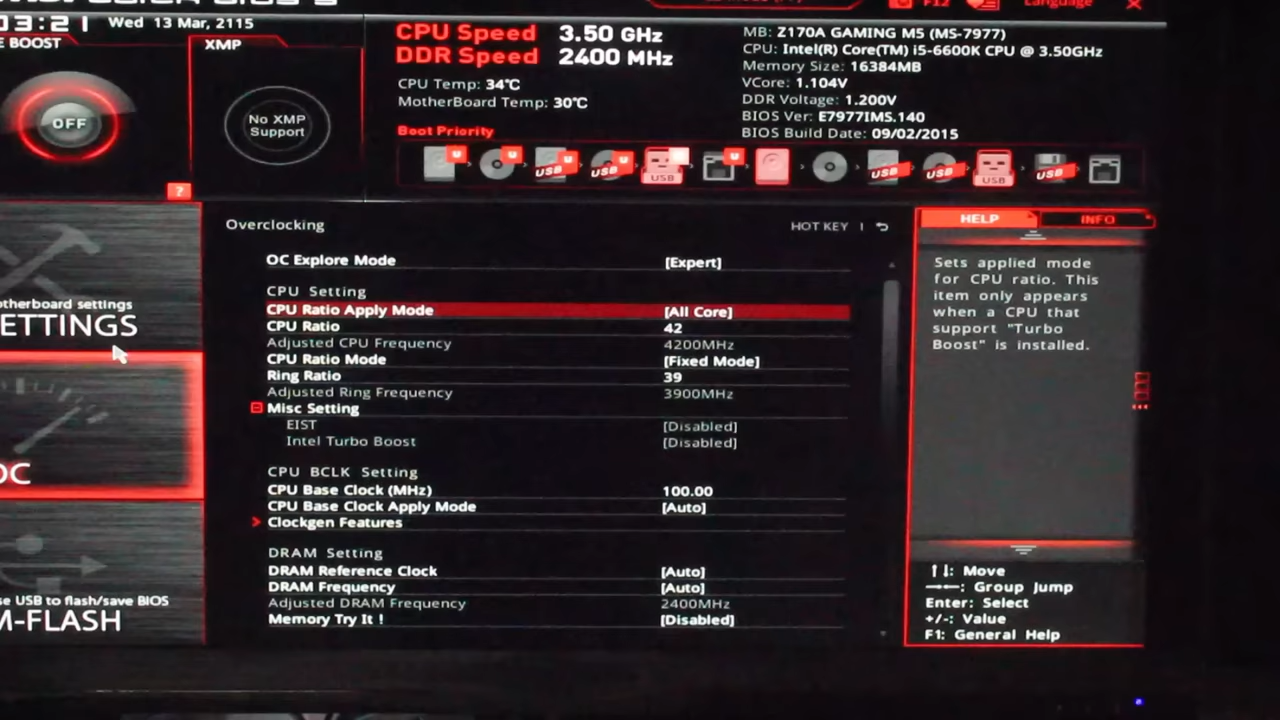 03:21 Wed 13 Mar, 2115
E BOOST
XMP
OFF
No XMP
Support
CPU Speed 3.50 GHz
DDR Speed 2400 MHz
CPU Temp: 34℃
MotherBoard Temp: 30℃
F12
Language
MB: Z170A GAMING M5 (MS-7977)
CPU: Intel(R) Core(TM) i5-6600K CPU @ 3.50GHz
Memory Size: 16384MB
VCore: 1.104V
DDR Voltage: 1.200V
BIOS Ver: E7977IMS.140
BIOS Build Date: 09/02/2015
Boot Priority
U U U U U
USB USB USB USB USB USB USB
?
otherboard settings
ETTINGS
OC
se USB to flash/save BIOS
M-FLASH
Overclocking
HOT KEY |
OC Explore Mode [Expert]
CPU Setting
CPU Ratio Apply Mode [All Core]
CPU Ratio 42
Adjusted CPU Frequency 4200MHz
CPU Ratio Mode [Fixed Mode]
Ring Ratio 39
Adjusted Ring Frequency 3900MHz
Misc Setting
EIST [Disabled]
Intel Turbo Boost [Disabled]
CPU BCLK Setting
CPU Base Clock (MHz) 100.00
CPU Base Clock Apply Mode [Auto]
> Clockgen Features
DRAM Setting
DRAM Reference Clock [Auto]
DRAM Frequency [Auto]
Adjusted DRAM Frequency 2400MHz
Memory Try It ! [Disabled]
HELP
INFO
Sets applied mode
for CPU ratio. This
item only appears
when a CPU that
support "Turbo
Boost" is installed.
↑↓: Move
—: Group Jump
Enter: Select
+/-: Value
F1: General Help